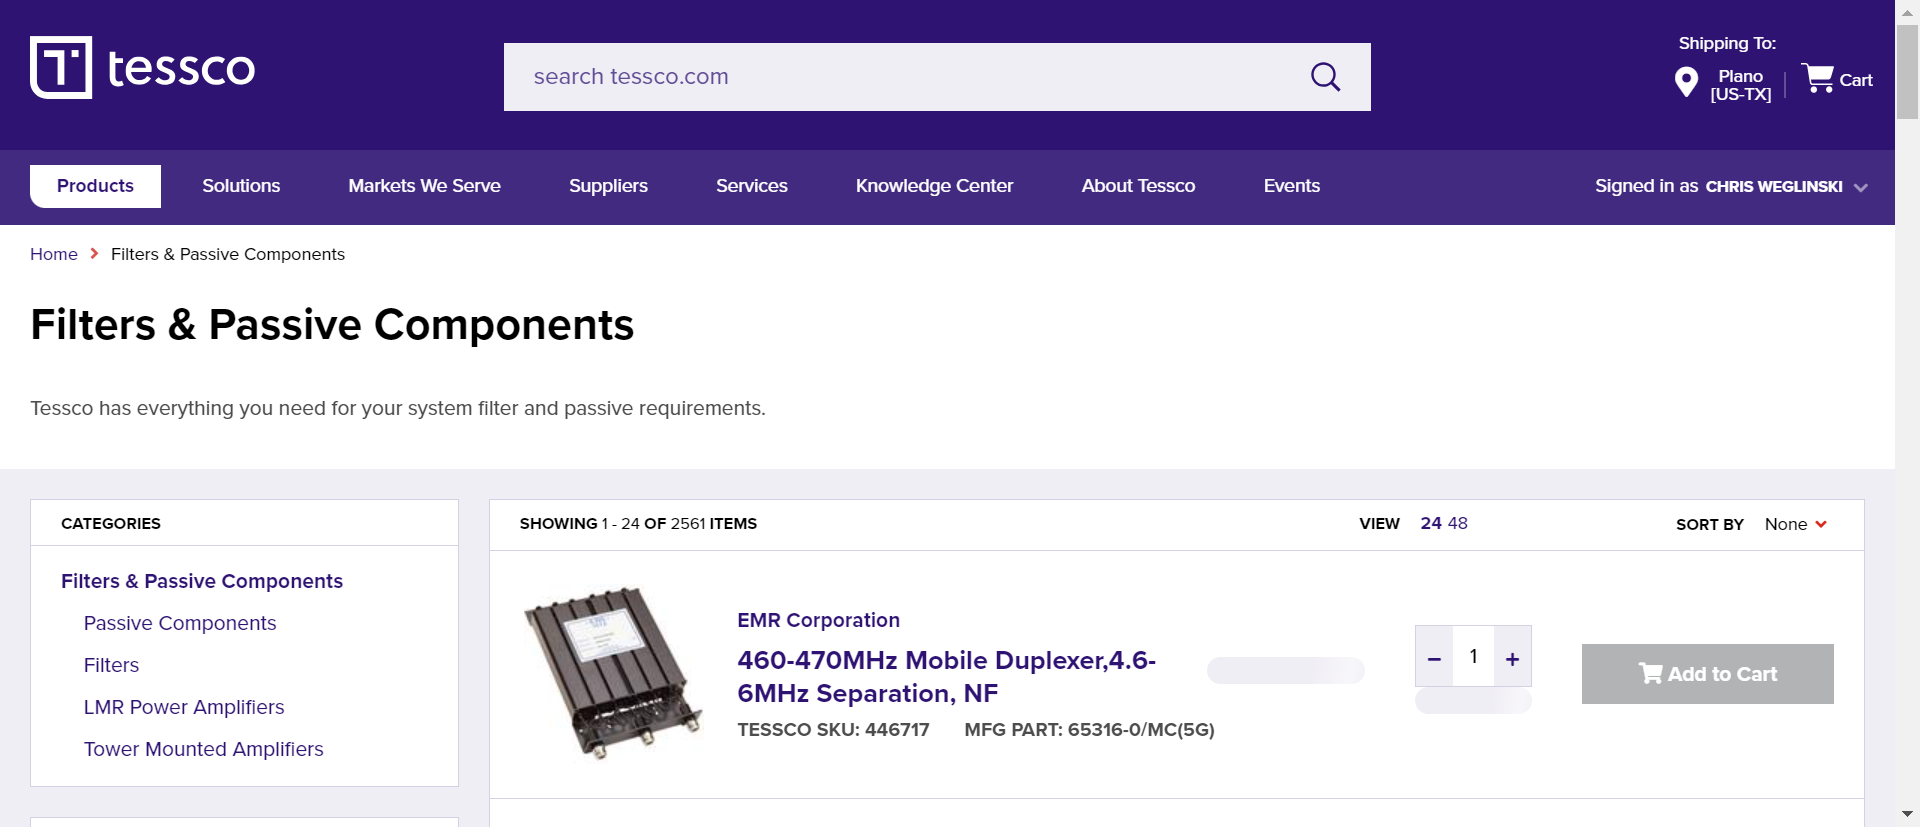 tessco
search tessco.com
Shipping To:
Plano
[US-TX]
Cart
Products
Solutions
Markets We Serve
Suppliers
Services
Knowledge Center
About Tessco
Events
Signed in as CHRIS WEGLINSKI
Home
Filters & Passive Components
Filters & Passive Components
Tessco has everything you need for your system filter and passive requirements.
CATEGORIES
Filters & Passive Components
Passive Components
Filters
LMR Power Amplifiers
Tower Mounted Amplifiers
SHOWING 1 - 24 OF 2561 ITEMS
VIEW 24 48
SORT BY None
EMR Corporation
460-470MHz Mobile Duplexer,4.6-
6MHz Separation, NF
TESSCO SKU: 446717 MFG PART: 65316-0/MC(5G)
− 1 +
Add to Cart